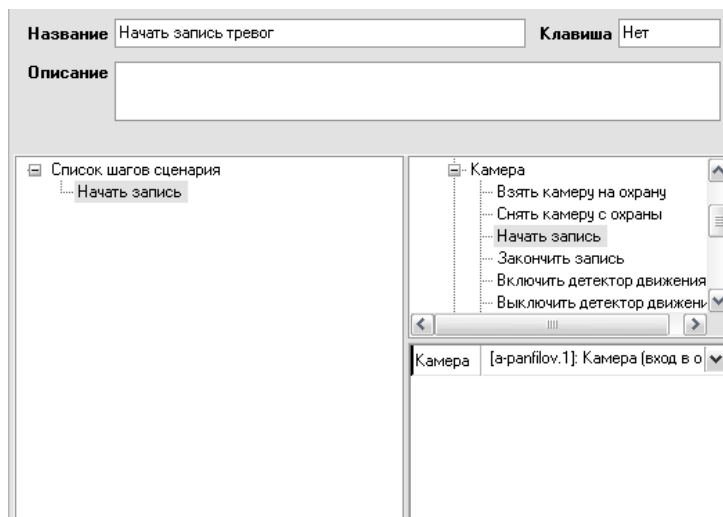 Название Начать запись тревог Клавиша Нет
Описание
Список шагов сценария
Начать запись
Камера
Взять камеру на охрану
Снять камеру с охраны
Начать запись
Закончить запись
Включить детектор движения
Выключить детектор движени
Камера [a-panfilov.1]: Камера (вход в о